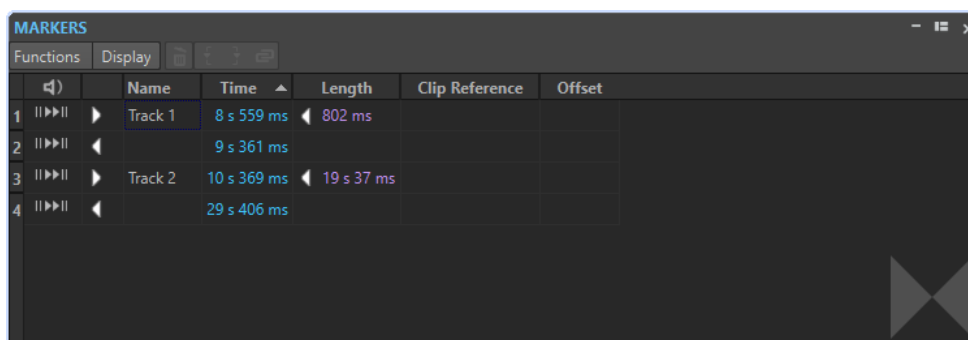 MARKERS
Functions Display
Name Time Length Clip Reference Offset
1 Track 1 8 s 559 ms 802 ms
2 9 s 361 ms
3 Track 2 10 s 369 ms 19 s 37 ms
4 29 s 406 ms